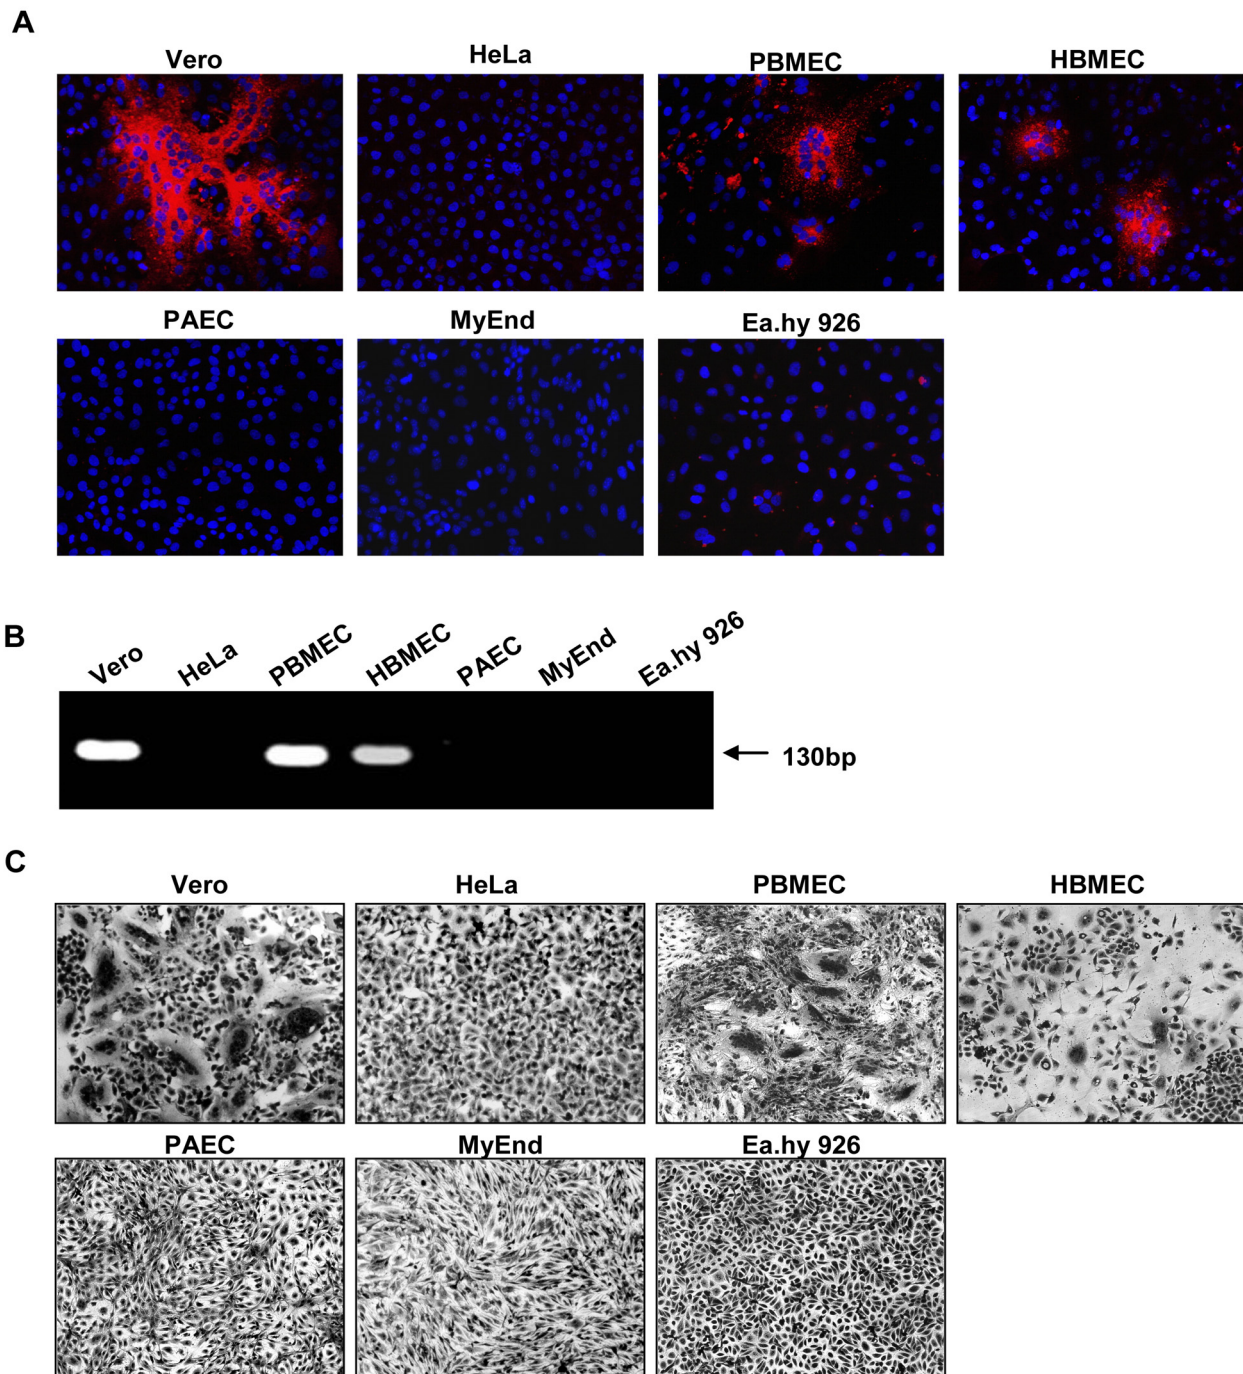 A
Vero HeLa PBMEC HBMEC
PAEC MyEnd Ea.hy 926
B
Vero HeLa PBMEC HBMEC PAEC MyEnd Ea.hy 926
130bp
C
Vero HeLa PBMEC HBMEC
PAEC MyEnd Ea.hy 926